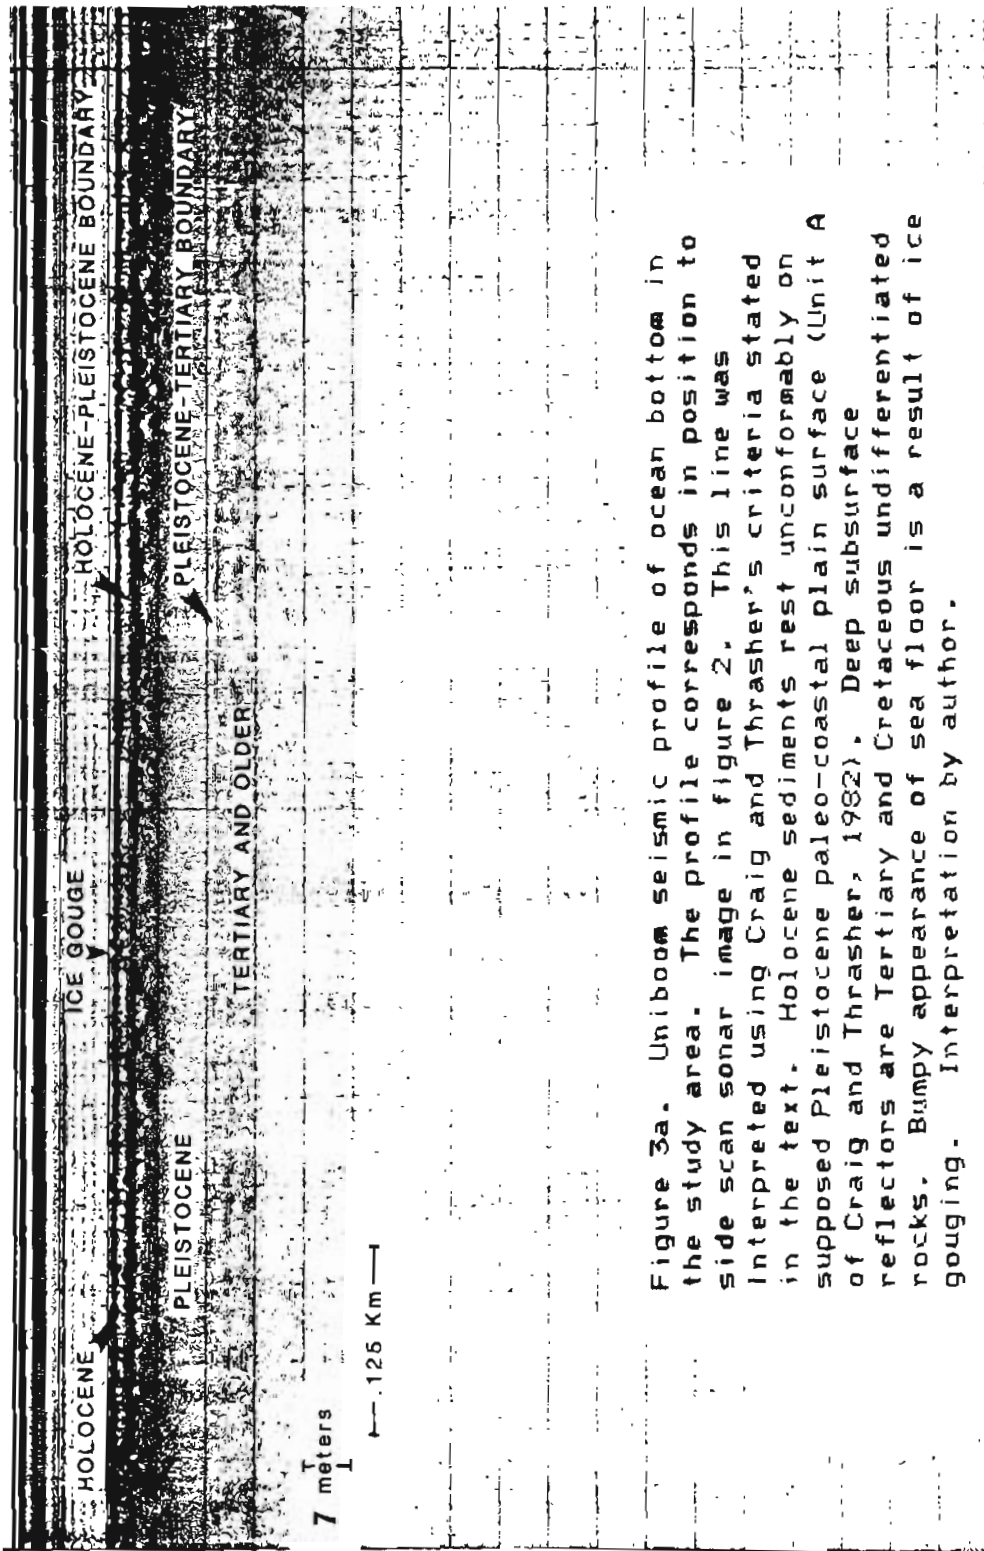 HOLOCENE
ICE GOUGE
HOLOCENE-PLEISTOCENE BOUNDARY
PLEISTOCENE
PLEISTOCENE-TERTIARY BOUNDARY
TERTIARY AND OLDER
7 meters
.125 Km
Figure 3a. Uniboom seismic profile of ocean bottom in
the study area. The profile corresponds in position to
side scan sonar image in figure 2. This line was
interpreted using Craig and Thrasher's criteria stated
in the text. Holocene sediments rest unconformably on
supposed Pleistocene paleo-coastal plain surface (Unit A
of Craig and Thrasher, 1982). Deep subsurface
reflectors are Tertiary and Cretaceous undifferentiated
rocks. Bumpy appearance of sea floor is a result of ice
gouging. Interpretation by author.